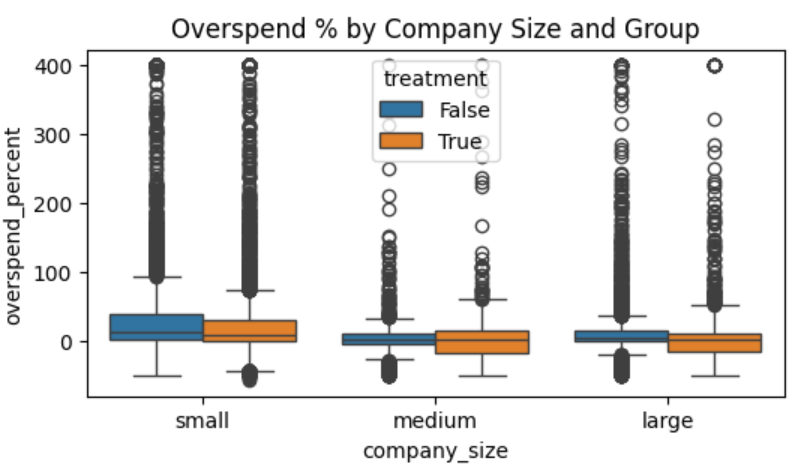 Overspend % by Company Size and Group
overspend_percent
400
300
200
100
0
treatment
False
True
small
medium
large
company_size